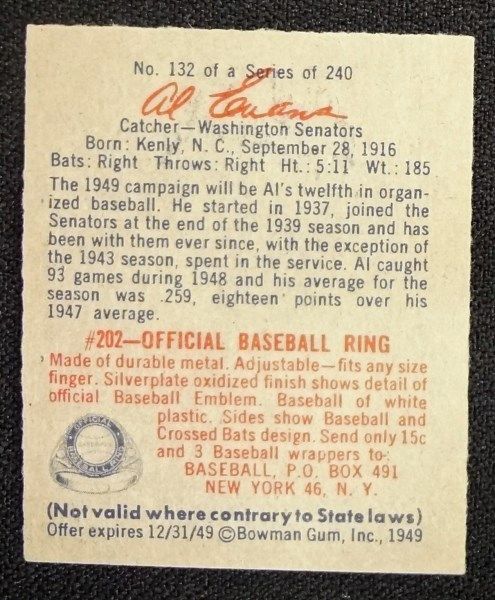 No. 132 of a Series of 240
Al Evans
Catcher—Washington Senators
Born: Kenly, N. C., September 28, 1916
Bats: Right Throws: Right Ht.: 5:11 Wt.: 185
The 1949 campaign will be Al's twelfth in organ-
ized baseball. He started in 1937, joined the
Senators at the end of the 1939 season and has
been with them ever since, with the exception of
the 1943 season, spent in the service. Al caught
93 games during 1948 and his average for the
season was .259, eighteen points over his
1947 average.
#202—OFFICIAL BASEBALL RING
Made of durable metal. Adjustable—fits any size
finger. Silverplate oxidized finish shows detail of
official Baseball Emblem. Baseball of white
plastic. Sides show Baseball and
Crossed Bats design. Send only 15c
and 3 Baseball wrappers to:
BASEBALL, P.O. BOX 491
NEW YORK 46, N. Y.
OFFICIAL
BASEBALL RING
(Not valid where contrary to State laws)
Offer expires 12/31/49 ©Bowman Gum, Inc., 1949